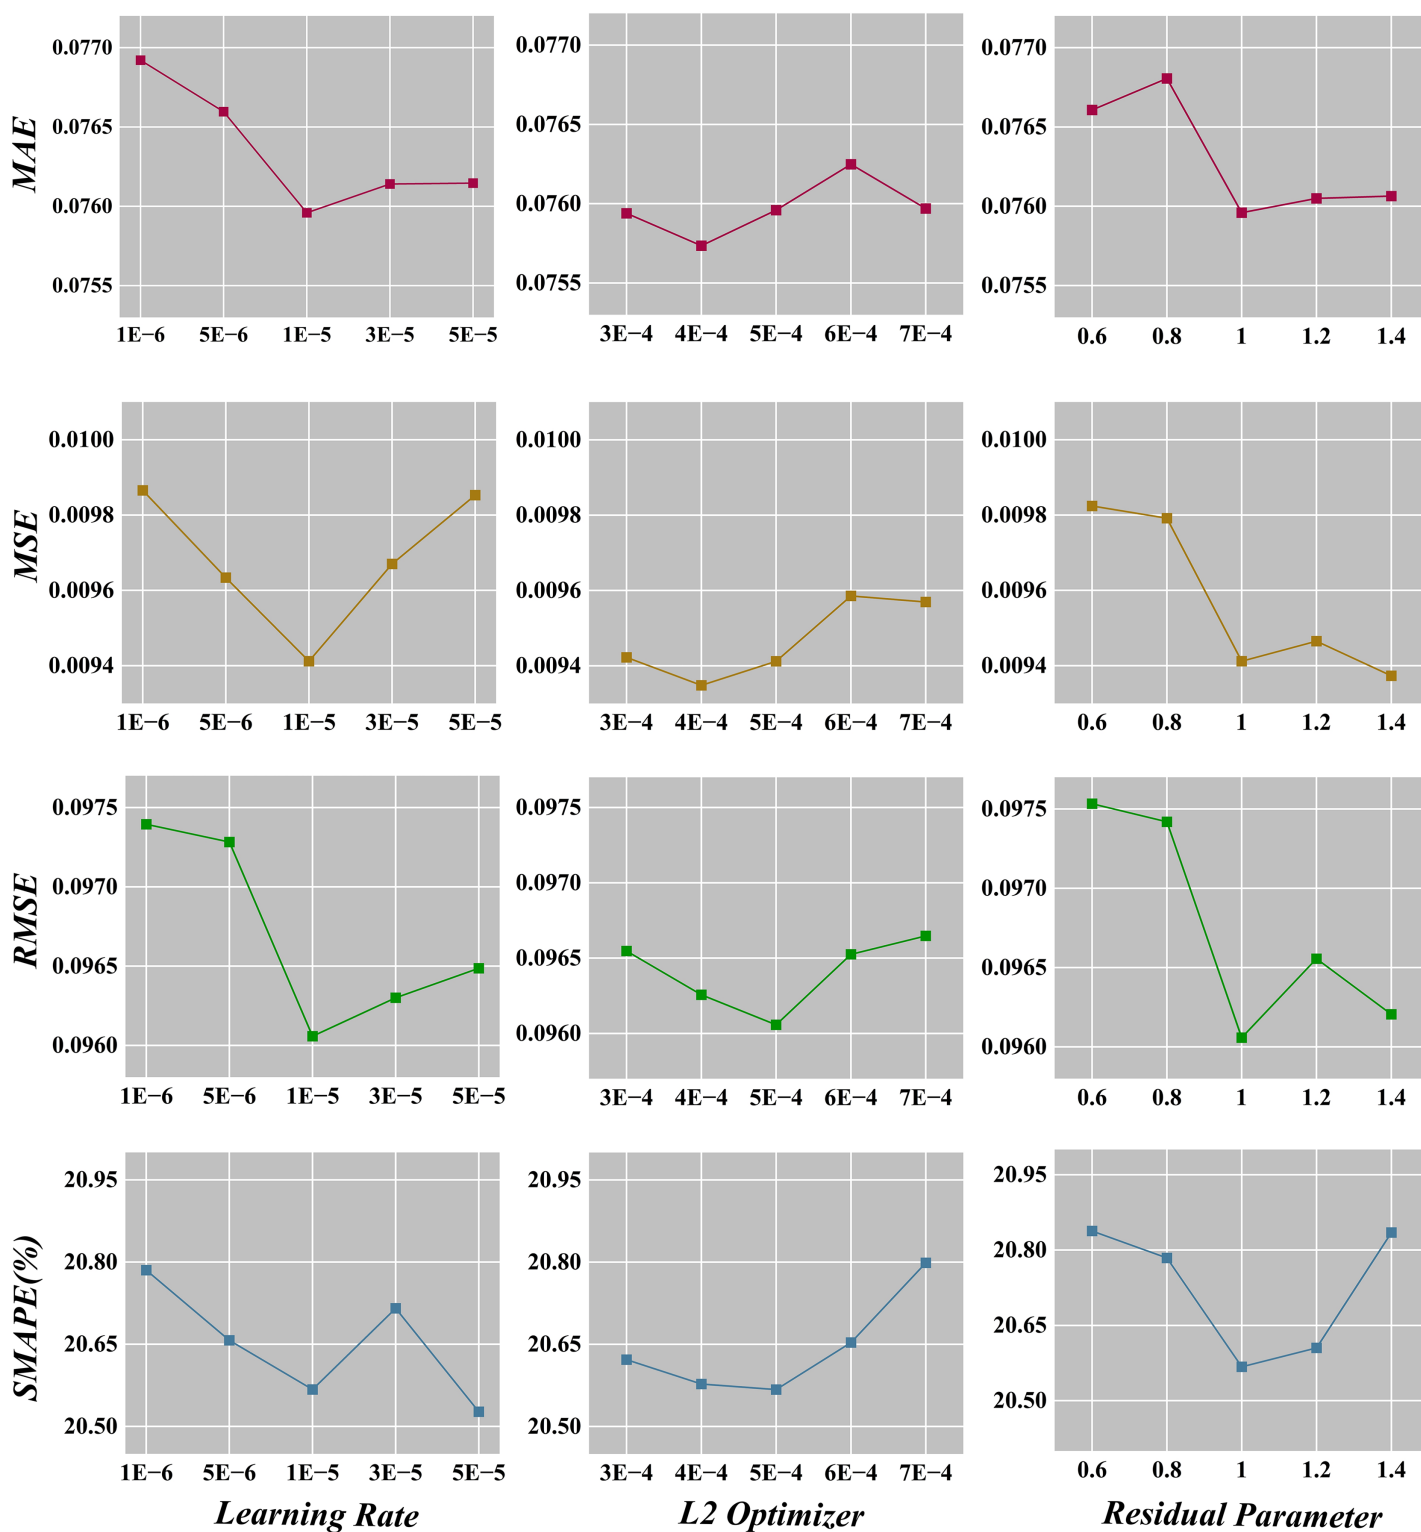 MAE
0.0770
0.0765
0.0760
0.0755
1E−6 5E−6 1E−5 3E−5 5E−5
0.0770
0.0765
0.0760
0.0755
3E−4 4E−4 5E−4 6E−4 7E−4
0.0770
0.0765
0.0760
0.0755
0.6 0.8 1 1.2 1.4
MSE
0.0100
0.0098
0.0096
0.0094
1E−6 5E−6 1E−5 3E−5 5E−5
0.0100
0.0098
0.0096
0.0094
3E−4 4E−4 5E−4 6E−4 7E−4
0.0100
0.0098
0.0096
0.0094
0.6 0.8 1 1.2 1.4
RMSE
0.0975
0.0970
0.0965
0.0960
1E−6 5E−6 1E−5 3E−5 5E−5
0.0975
0.0970
0.0965
0.0960
3E−4 4E−4 5E−4 6E−4 7E−4
0.0975
0.0970
0.0965
0.0960
0.6 0.8 1 1.2 1.4
SMAPE(%)
20.95
20.80
20.65
20.50
1E−6 5E−6 1E−5 3E−5 5E−5
20.95
20.80
20.65
20.50
3E−4 4E−4 5E−4 6E−4 7E−4
20.95
20.80
20.65
20.50
0.6 0.8 1 1.2 1.4
Learning Rate
L2 Optimizer
Residual Parameter